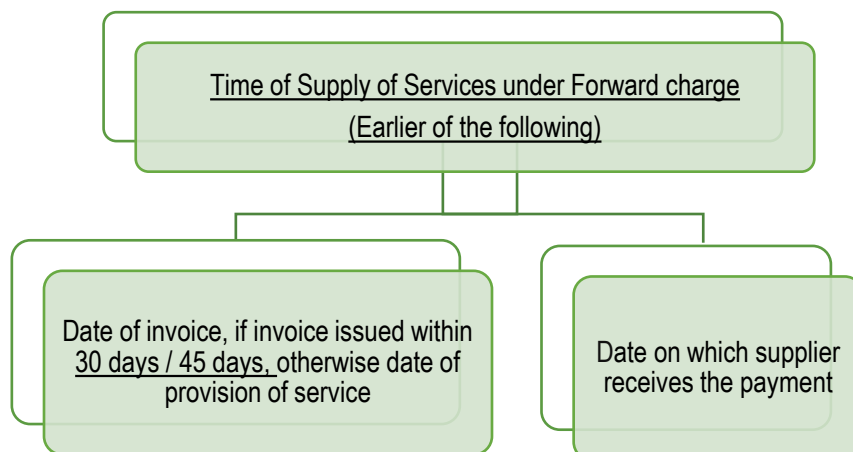 Time of Supply of Services under Forward charge
(Earlier of the following)
Date of invoice, if invoice issued within
30 days / 45 days, otherwise date of
provision of service
Date on which supplier
receives the payment